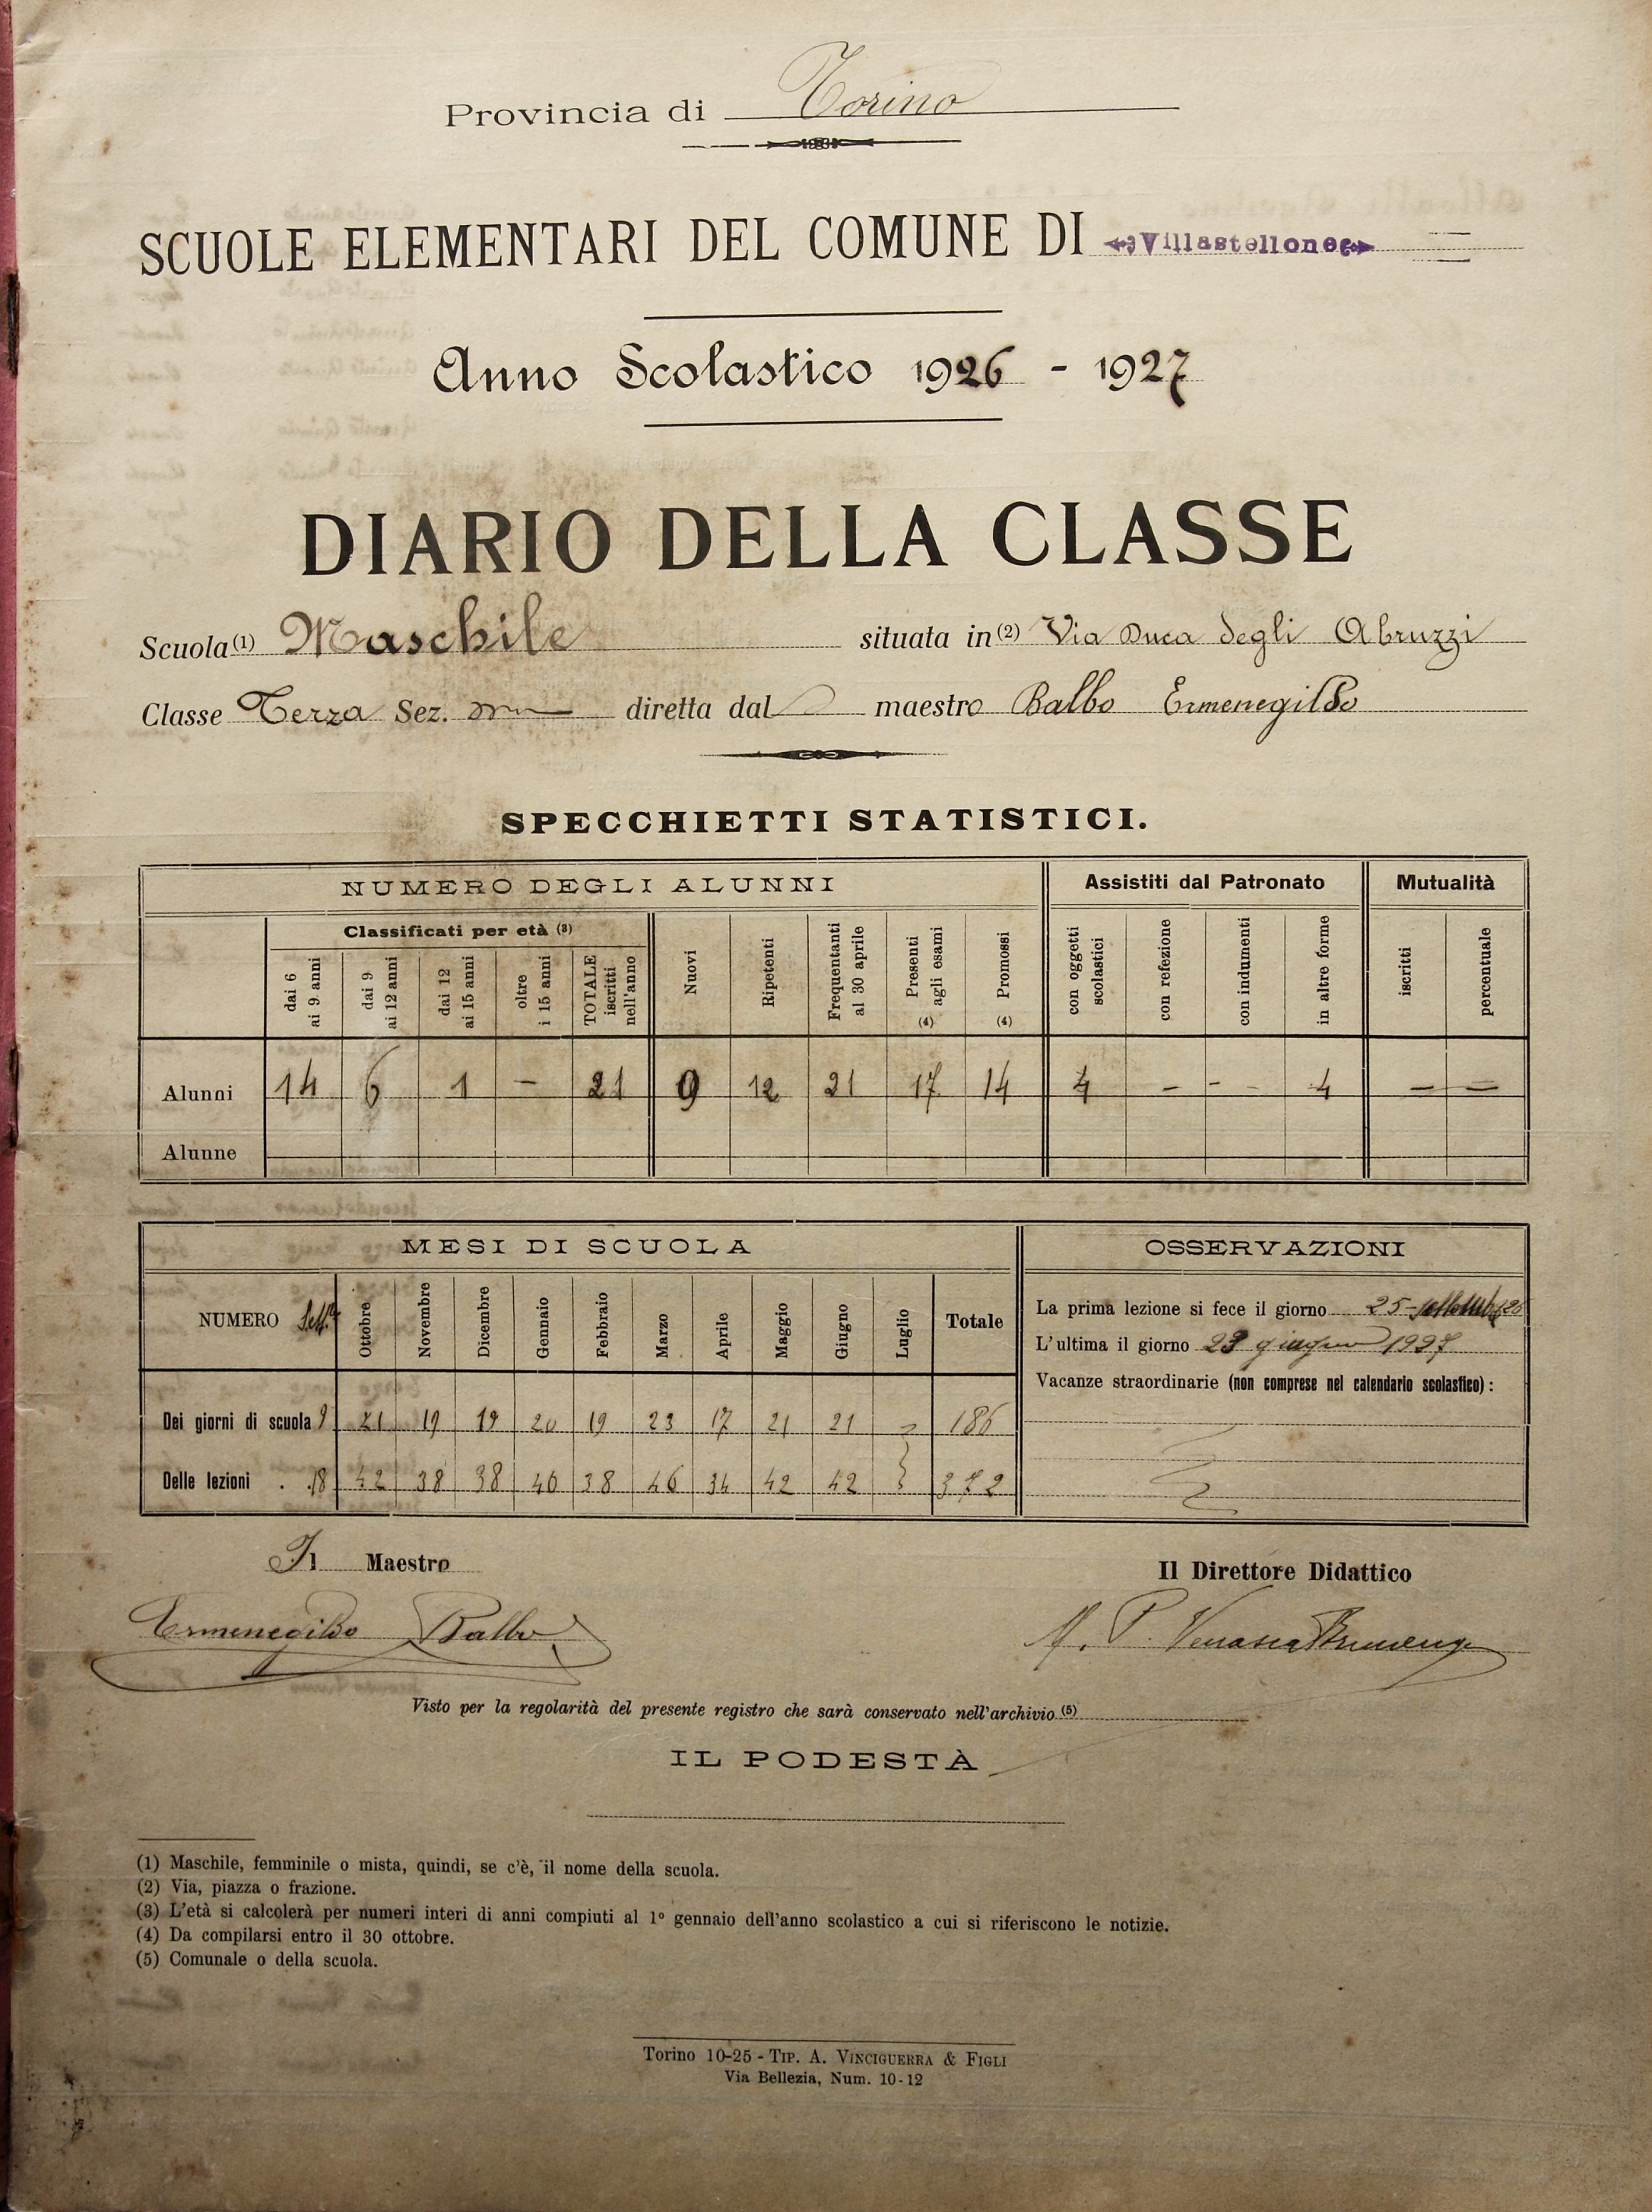 Provincia di Torino
SCUOLE ELEMENTARI DEL COMUNE DI Villastellone
Anno Scolastico 1926 - 1927
DIARIO DELLA CLASSE
Scuola (1) Maschile situata in (2) Via Duca degli Abruzzi
Classe Terza Sez. diretta dal maestro Balbo Ermenegildo
SPECCHIETTI STATISTICI.
NUMERO DEGLI ALUNNI Assistiti dal Patronato Mutualità
Classificati per età (3)
dai 6 ai 9 anni dai 9 ai 12 anni dai 12 ai 15 anni oltre i 15 anni TOTALE iscritti nell'anno Nuovi Ripetenti Frequentanti al 30 aprile Presenti agli esami (4) Promossi (4) con oggetti scolastici con refezione con indumenti in altre forme iscritti percentuale
Alunni 14 6 1 — 21 9 12 21 17 14 4 — — 4 — —
Alunne
MESI DI SCUOLA OSSERVAZIONI
NUMERO Sett. Ottobre Novembre Dicembre Gennaio Febbraio Marzo Aprile Maggio Giugno Luglio Totale
La prima lezione si fece il giorno 25 - settembre 26
L'ultima il giorno 23 giugno 1927
Vacanze straordinarie (non comprese nel calendario scolastico):
Dei giorni di scuola 9 21 19 19 20 19 23 17 21 21 186
Delle lezioni . . 18 42 38 38 40 38 46 34 42 42 372
Il Maestro Il Direttore Didattico
Ermenegildo Balbo M. P.
Visto per la regolarità del presente registro che sarà conservato nell'archivio (5)
IL PODESTÀ
(1) Maschile, femminile o mista, quindi, se c'è, il nome della scuola.
(2) Via, piazza o frazione.
(3) L'età si calcolerà per numeri interi di anni compiuti al 1º gennaio dell'anno scolastico a cui si riferiscono le notizie.
(4) Da compilarsi entro il 30 ottobre.
(5) Comunale o della scuola.
Torino 10-25 - TIP. A. VINCIGUERRA & FIGLI
Via Bellezia, Num. 10-12